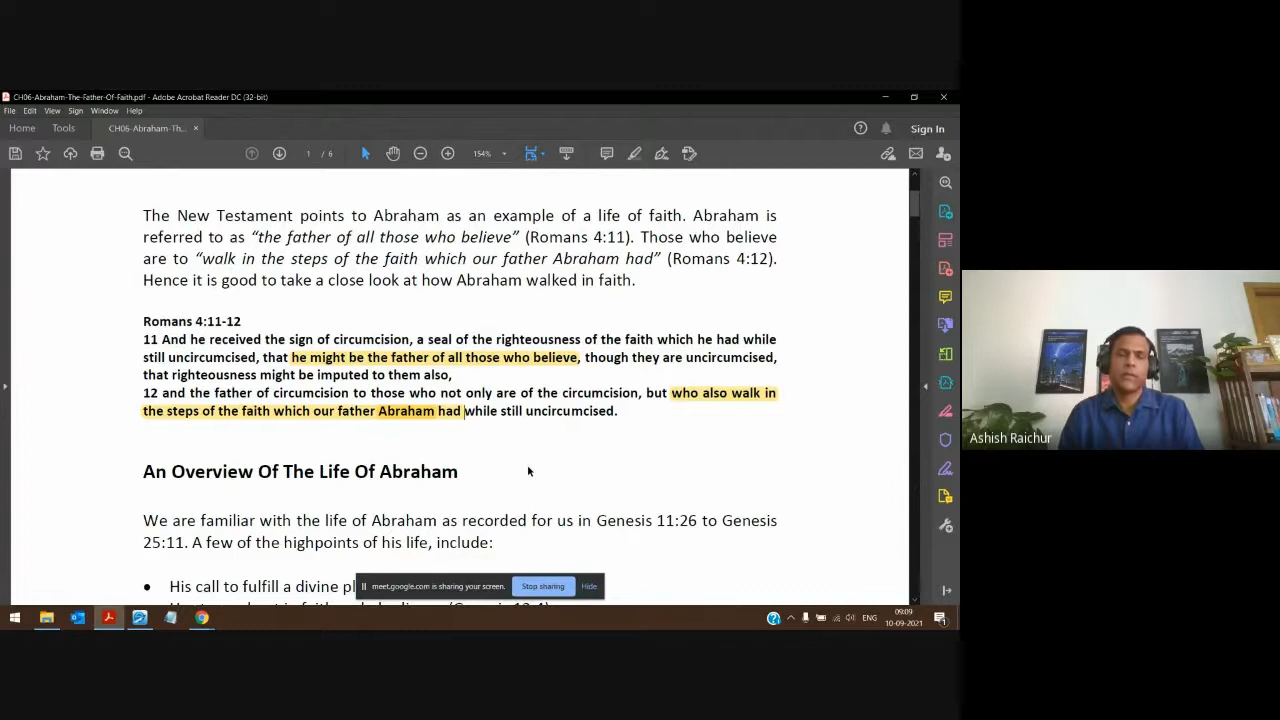 CH06-Abraham-The-Father-Of-Faith.pdf - Adobe Acrobat Reader DC (32-bit)
File Edit View Sign Window Help
Home Tools CH06-Abraham-Th... × Sign In
1 / 6 154%
The New Testament points to Abraham as an example of a life of faith. Abraham is
referred to as “the father of all those who believe” (Romans 4:11). Those who believe
are to “walk in the steps of the faith which our father Abraham had” (Romans 4:12).
Hence it is good to take a close look at how Abraham walked in faith.
Romans 4:11-12
11 And he received the sign of circumcision, a seal of the righteousness of the faith which he had while
still uncircumcised, that he might be the father of all those who believe, though they are uncircumcised,
that righteousness might be imputed to them also,
12 and the father of circumcision to those who not only are of the circumcision, but who also walk in
the steps of the faith which our father Abraham had while still uncircumcised.
Ashish Raichur
An Overview Of The Life Of Abraham
We are familiar with the life of Abraham as recorded for us in Genesis 11:26 to Genesis
25:11. A few of the highpoints of his life, include:
• His call to fulfill a divine pl
meet.google.com is sharing your screen. Stop sharing Hide
ENG 09:09
10-09-2021